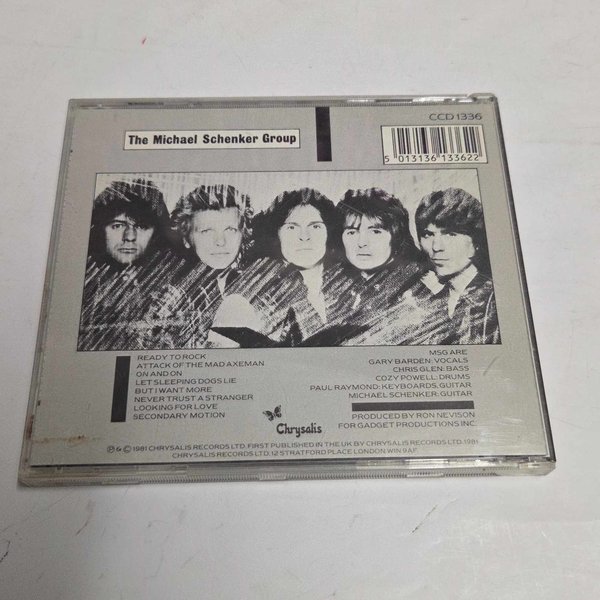 The Michael Schenker Group
CCD 1336
5 013136 133622
READY TO ROCK
ATTACK OF THE MAD AXEMAN
ON AND ON
LET SLEEPING DOGS LIE
BUT I WANT MORE
NEVER TRUST A STRANGER
LOOKING FOR LOVE
SECONDARY MOTION
MSG ARE
GARY BARDEN: VOCALS
CHRIS GLEN: BASS
COZY POWELL: DRUMS
PAUL RAYMOND: KEYBOARDS, GUITAR
MICHAEL SCHENKER: GUITAR
PRODUCED BY RON NEVISON
FOR GADGET PRODUCTIONS INC
Chrysalis
℗ & © 1981 CHRYSALIS RECORDS LTD. FIRST PUBLISHED IN THE UK BY CHRYSALIS RECORDS LTD. 1981
CHRYSALIS RECORDS LTD. 12 STRATFORD PLACE LONDON W1N 9AF.